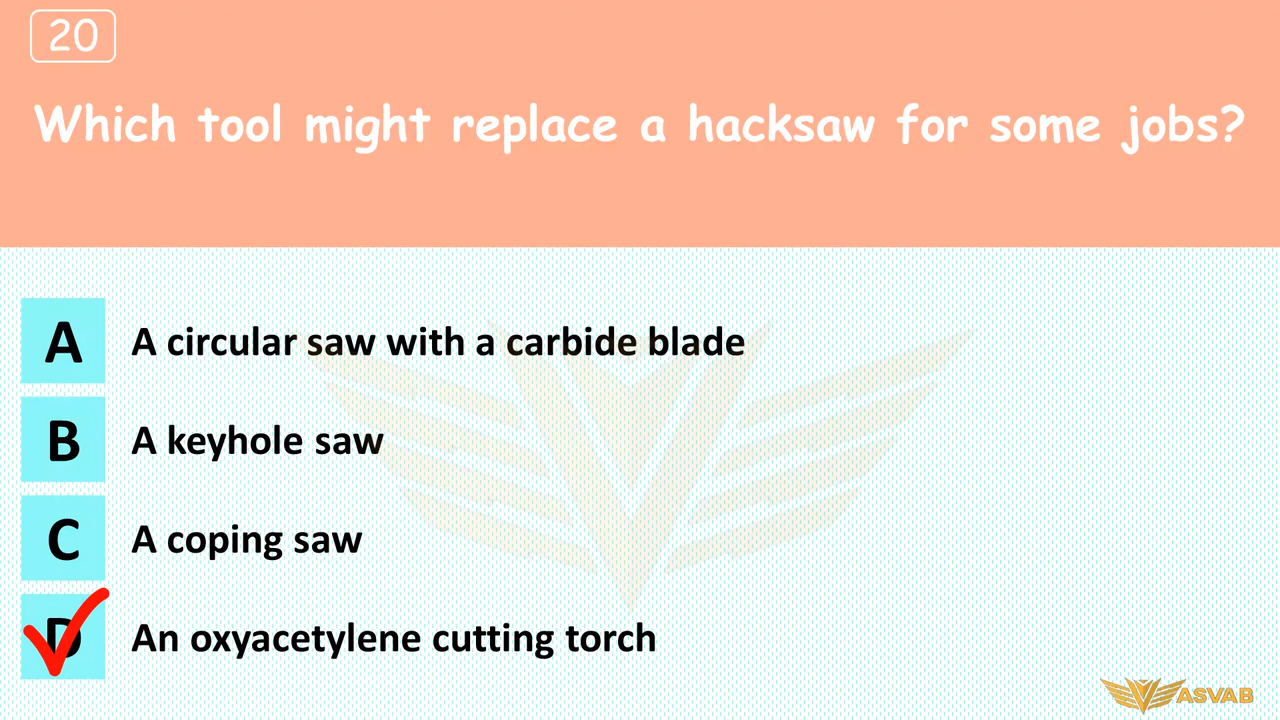 20
Which tool might replace a hacksaw for some jobs?
A A circular saw with a carbide blade
B A keyhole saw
C A coping saw
D An oxyacetylene cutting torch
ASVAB